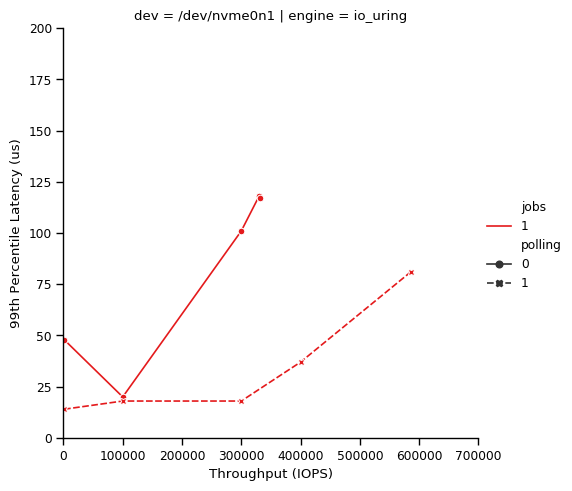 dev = /dev/nvme0n1 | engine = io_uring
200
175
150
125
100
75
50
25
0
99th Percentile Latency (us)
0 100000 200000 300000 400000 500000 600000 700000
Throughput (IOPS)
jobs
1
polling
0
1